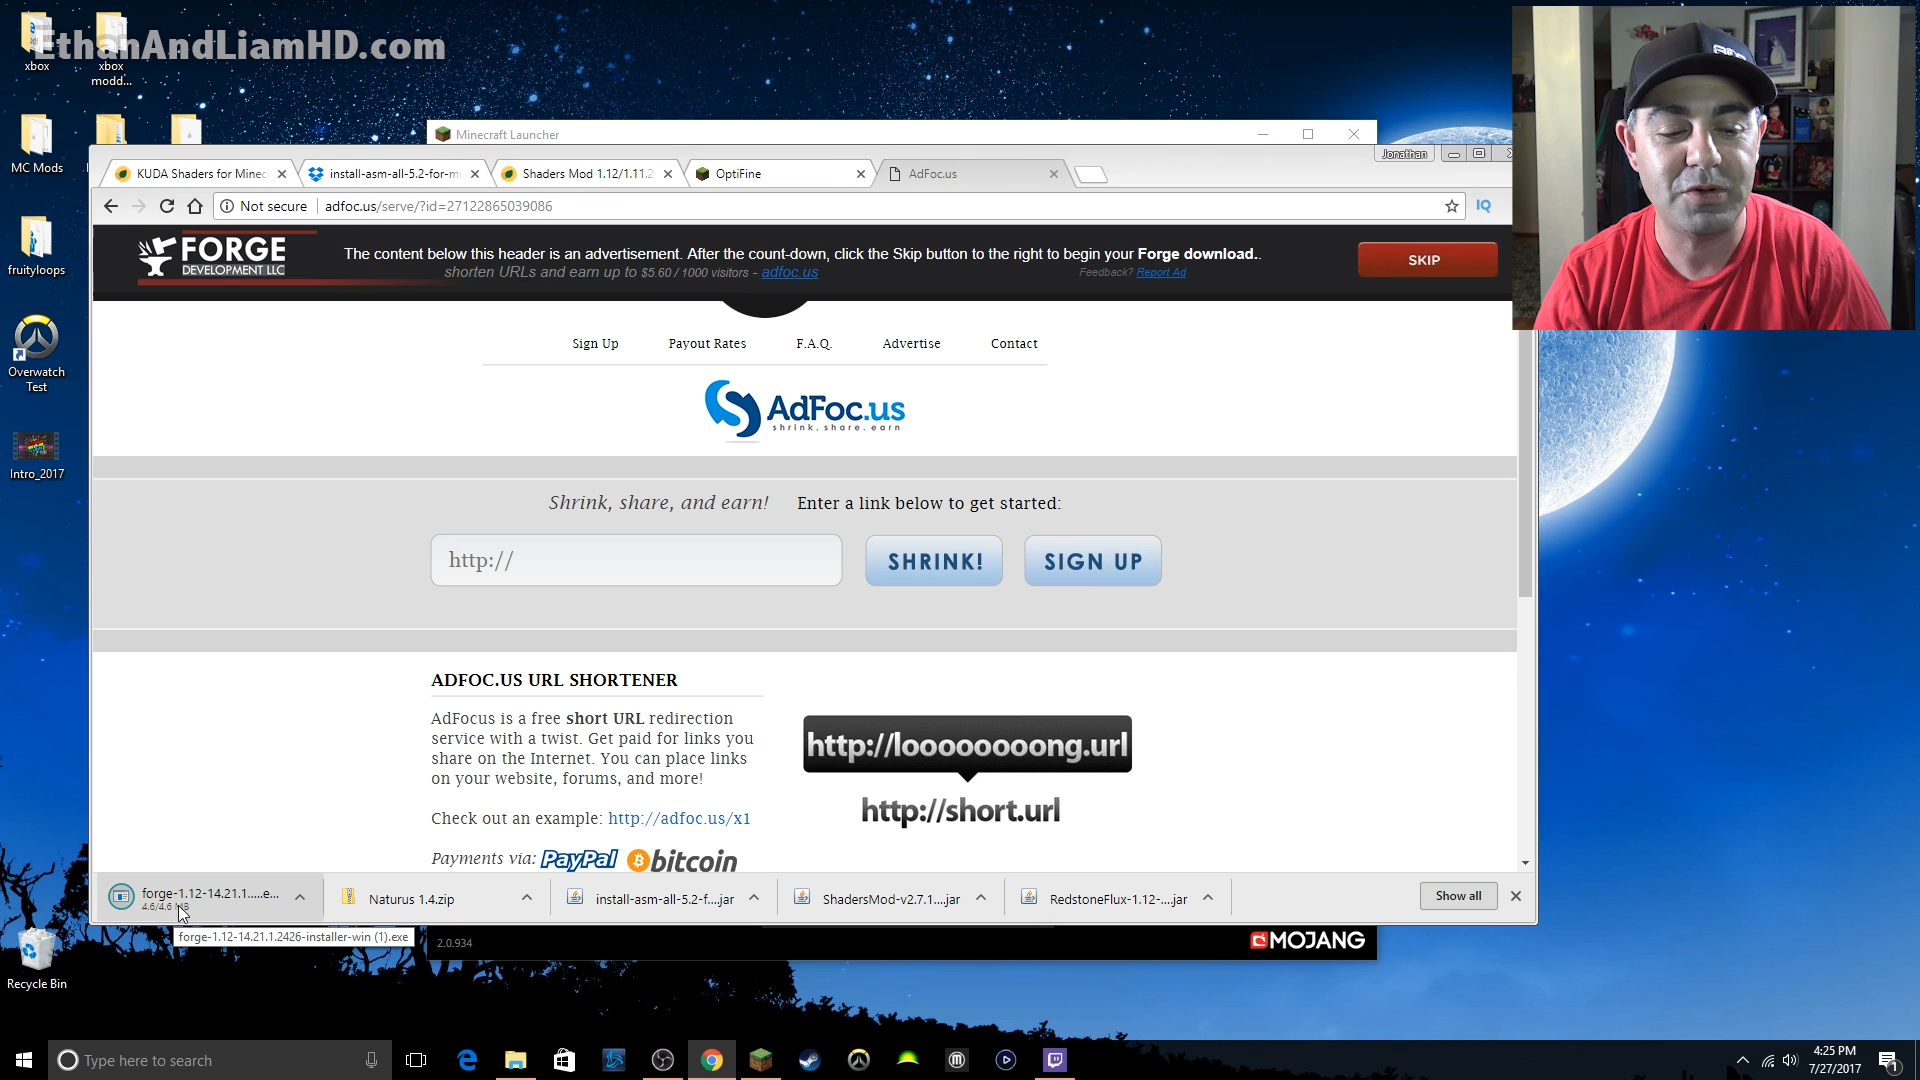 EthanAndLiamHD.com
xbox
xbox
modd...
MC Mods
fruityloops
Overwatch
Test
Intro_2017
Recycle Bin
Minecraft Launcher
Jonathan
KUDA Shaders for Minec
install-asm-all-5.2-for-m
Shaders Mod 1.12/1.11.2
OptiFine
AdFoc.us
Not secure
adfoc.us/serve/?id=27122865039086
IQ
FORGE
DEVELOPMENT LLC
The content below this header is an advertisement. After the count-down, click the Skip button to the right to begin your Forge download..
shorten URLs and earn up to $5.60 / 1000 visitors - adfoc.us
Feedback? Report Ad
SKIP
Sign Up
Payout Rates
F.A.Q.
Advertise
Contact
AdFoc.us
shrink. share. earn
Shrink, share, and earn!
Enter a link below to get started:
http://
SHRINK!
SIGN UP
ADFOC.US URL SHORTENER
AdFocus is a free short URL redirection
service with a twist. Get paid for links you
share on the Internet. You can place links
on your website, forums, and more!
Check out an example: http://adfoc.us/x1
Payments via: PayPal bitcoin
http://looooooooong.url
http://short.url
forge-1.12-14.21.1.....e...
4.6/4.6 MB
Naturus 1.4.zip
install-asm-all-5.2-f....jar
ShadersMod-v2.7.1....jar
RedstoneFlux-1.12-....jar
Show all
forge-1.12-14.21.1.2426-installer-win (1).exe
2.0.934
MOJANG
Type here to search
4:25 PM
7/27/2017
1